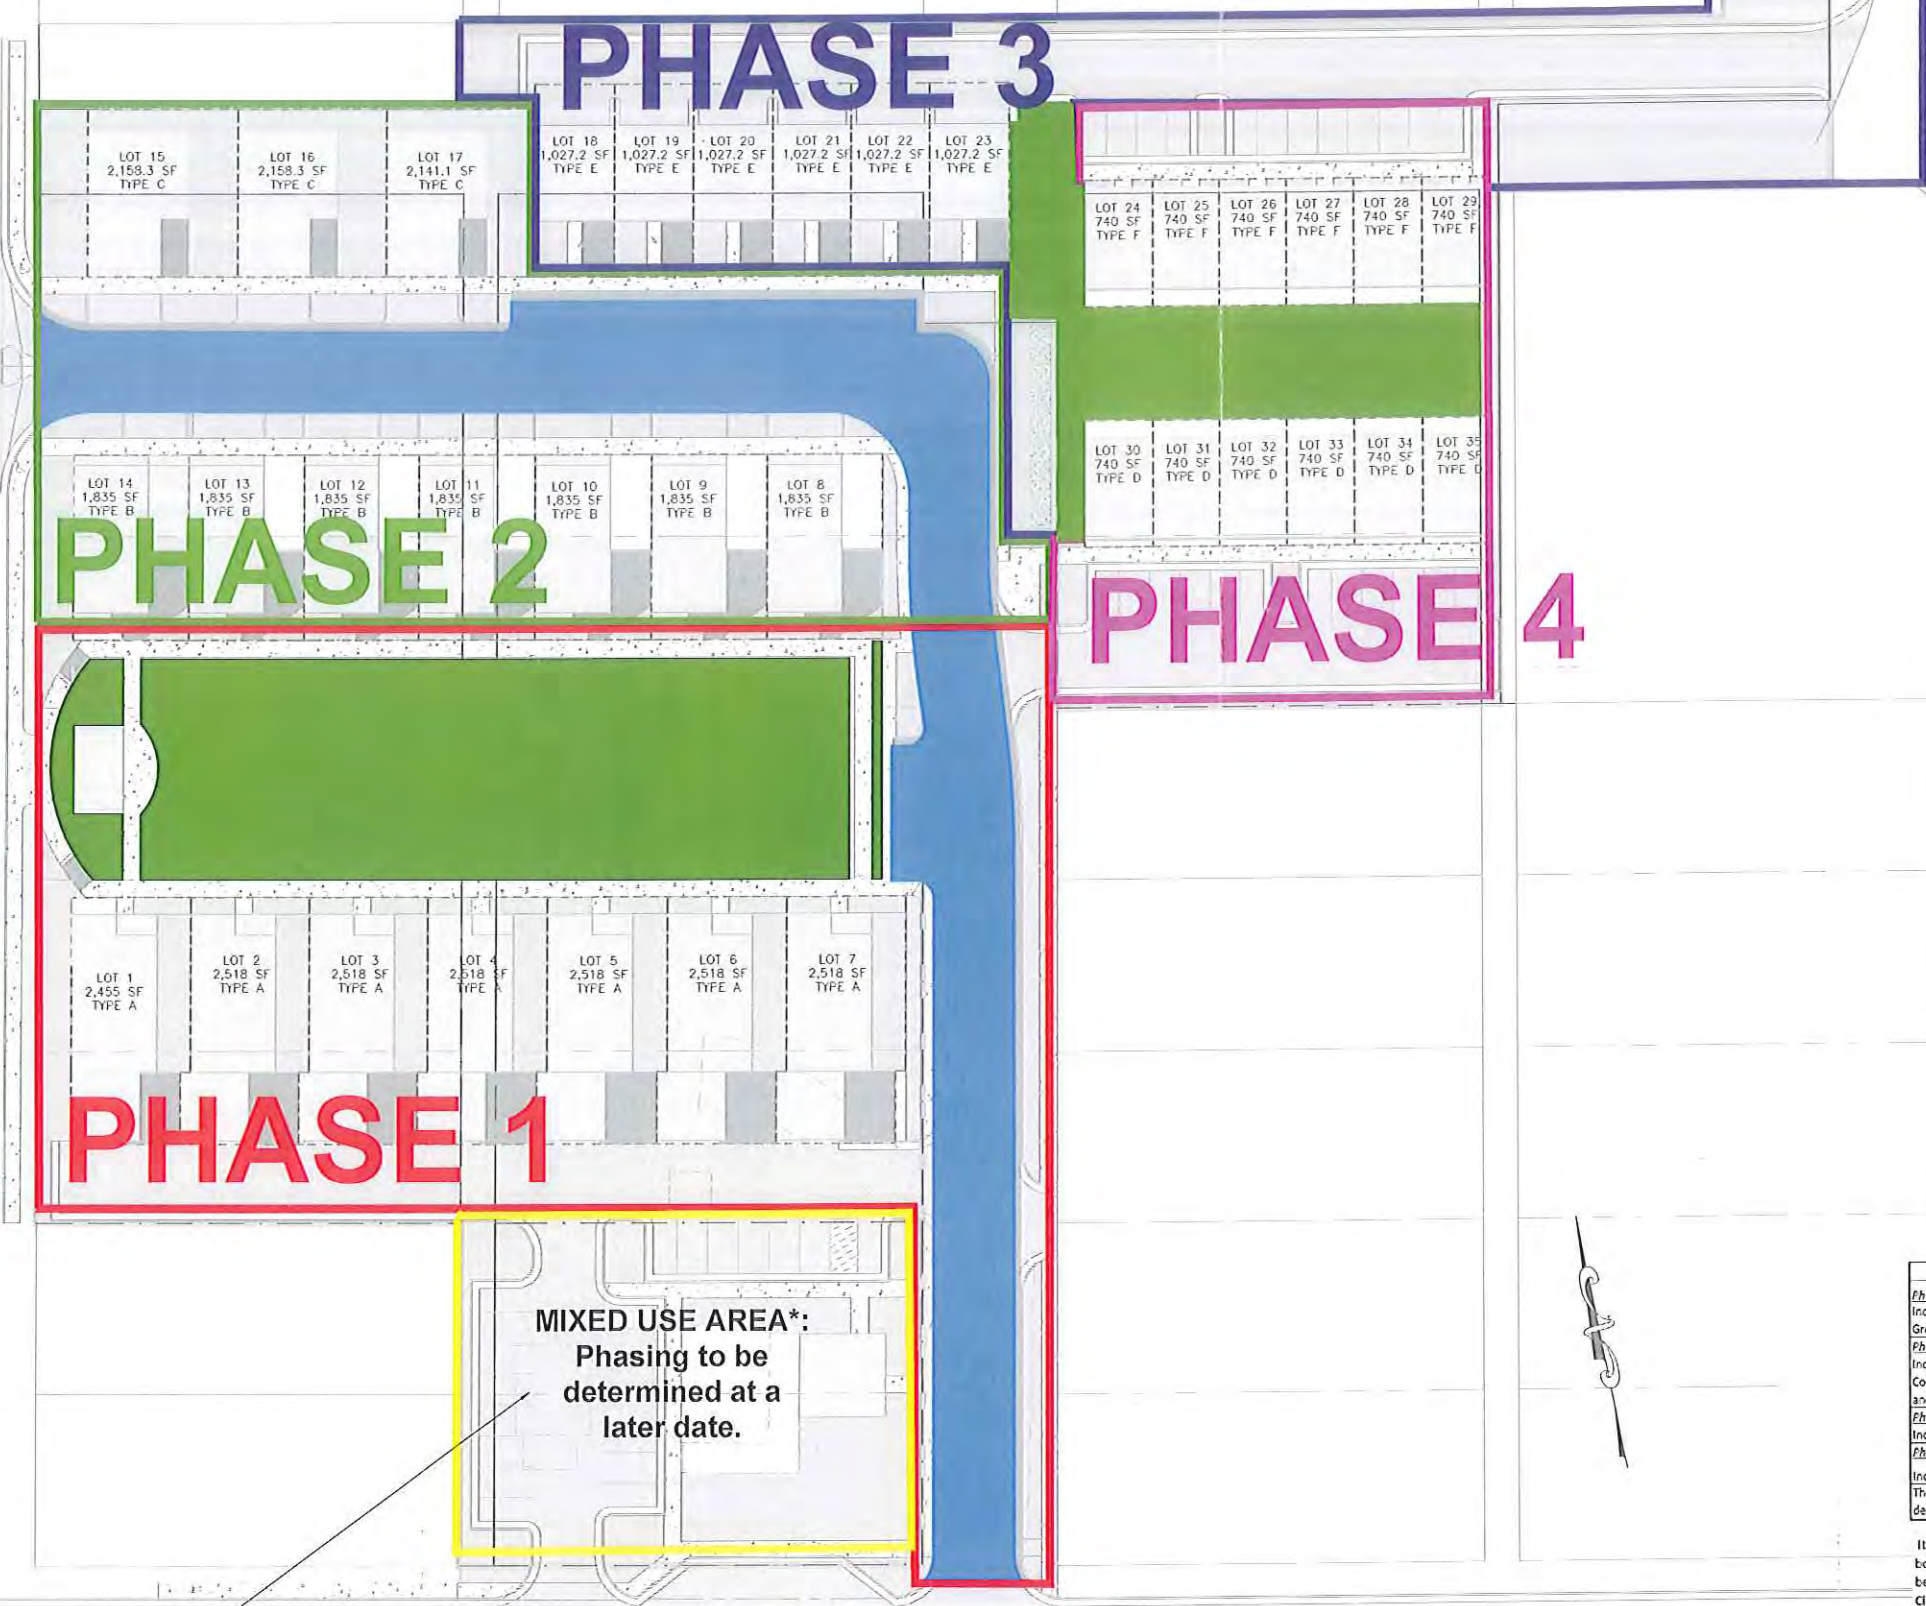 PHASE 3
LOT 15
2,158.3 SF
TYPE C
LOT 16
2,158.3 SF
TYPE C
LOT 17
2,141.1 SF
TYPE C
LOT 18
1,027.2 SF
TYPE E
LOT 19
1,027.2 SF
TYPE E
LOT 20
1,027.2 SF
TYPE E
LOT 21
1,027.2 SF
TYPE E
LOT 22
1,027.2 SF
TYPE E
LOT 23
1,027.2 SF
TYPE E
LOT 24
740 SF
TYPE F
LOT 25
740 SF
TYPE F
LOT 26
740 SF
TYPE F
LOT 27
740 SF
TYPE F
LOT 28
740 SF
TYPE F
LOT 29
740 SF
TYPE F
LOT 30
740 SF
TYPE D
LOT 31
740 SF
TYPE D
LOT 32
740 SF
TYPE D
LOT 33
740 SF
TYPE D
LOT 34
740 SF
TYPE D
LOT 35
740 SF
TYPE D
LOT 14
1,835 SF
TYPE B
LOT 13
1,835 SF
TYPE B
LOT 12
1,835 SF
TYPE B
LOT 11
1,835 SF
TYPE B
LOT 10
1,835 SF
TYPE B
LOT 9
1,835 SF
TYPE B
LOT 8
1,835 SF
TYPE B
PHASE 2
PHASE 4
LOT 1
2,455 SF
TYPE A
LOT 2
2,518 SF
TYPE A
LOT 3
2,518 SF
TYPE A
LOT 4
2,518 SF
TYPE A
LOT 5
2,518 SF
TYPE A
LOT 6
2,518 SF
TYPE A
LOT 7
2,518 SF
TYPE A
PHASE 1
MIXED USE AREA*:
Phasing to be
determined at a
later date.